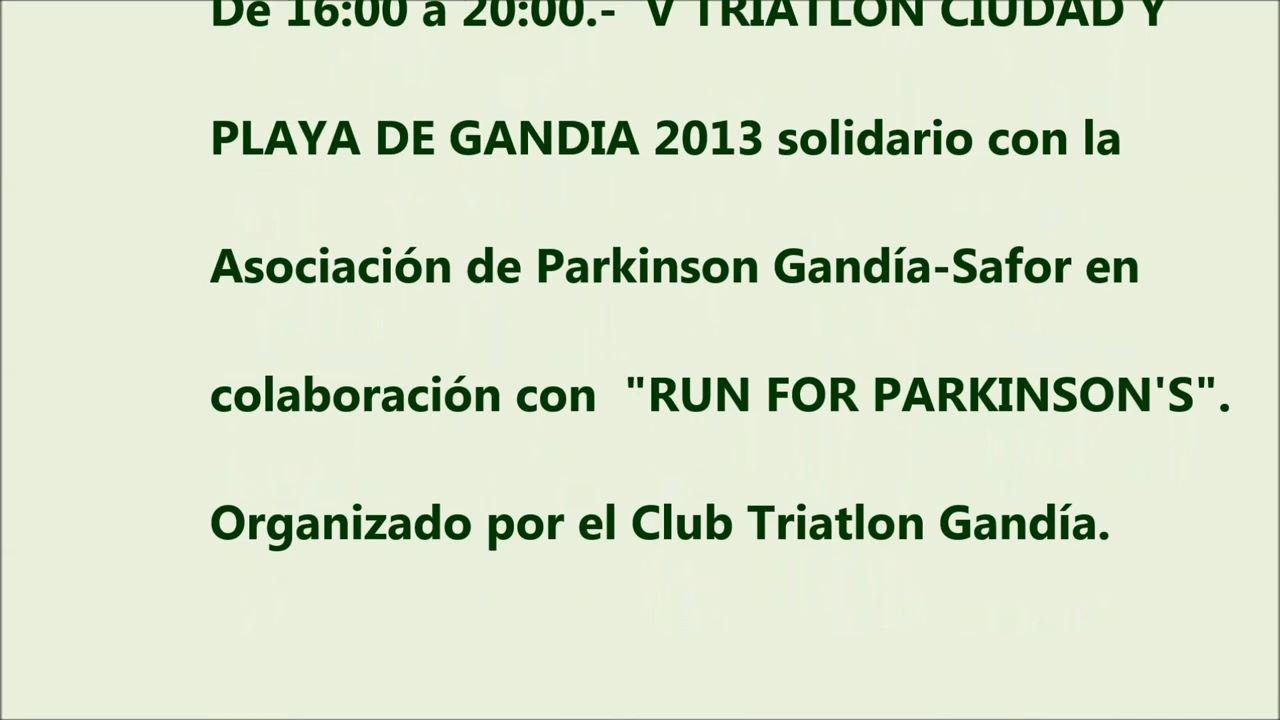 De 16:00 a 20:00.-  V TRIATLON CIUDAD Y
PLAYA DE GANDIA 2013 solidario con la
Asociación de Parkinson Gandía-Safor en
colaboración con  "RUN FOR PARKINSON'S".
Organizado por el Club Triatlon Gandía.